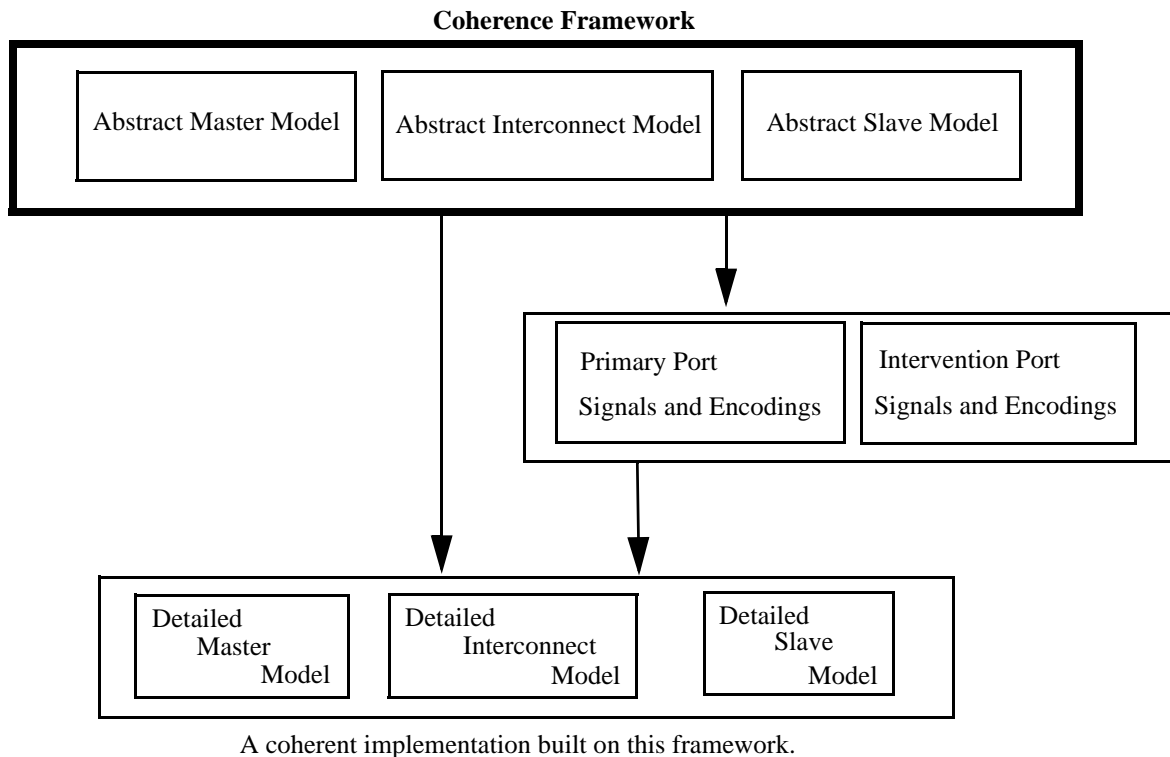 Coherence Framework
Abstract Master Model
Abstract Interconnect Model
Abstract Slave Model
Primary Port
Signals and Encodings
Intervention Port
Signals and Encodings
Detailed
Master
Model
Detailed
Interconnect
Model
Detailed
Slave
Model
A coherent implementation built on this framework.